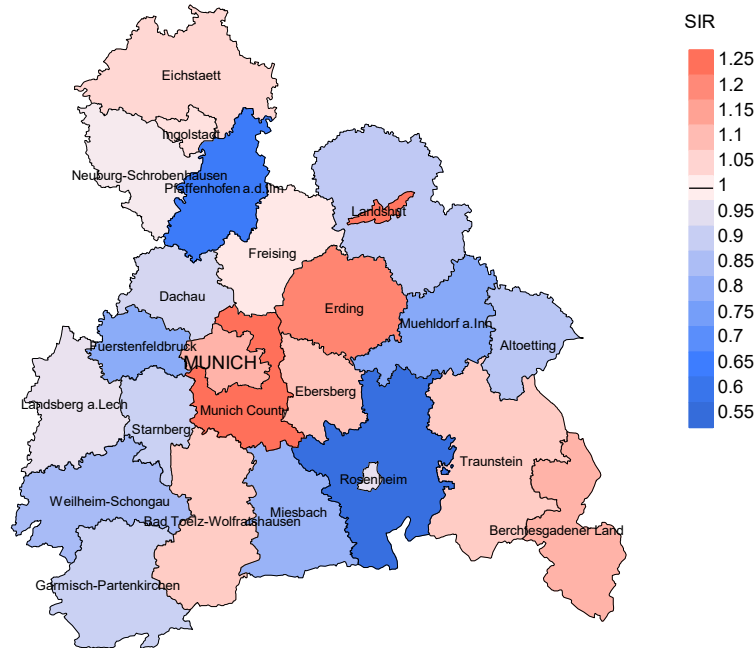 SIR
1.25
1.2
1.15
1.1
1.05
1
0.95
0.9
0.85
0.8
0.75
0.7
0.65
0.6
0.55
Eichstaett
Ingolstadt
Neuburg-Schrobenhausen
Pfaffenhofen a.d.Ilm
Landshut
Freising
Dachau
Erding
Muehldorf a.Inn
Altoetting
Fuerstenfeldbruck
MUNICH
Ebersberg
Landsberg a.Lech
Munich County
Starnberg
Traunstein
Rosenheim
Weilheim-Schongau
Miesbach
Bad Toelz-Wolfratshausen
Berchtesgadener Land
Garmisch-Partenkirchen